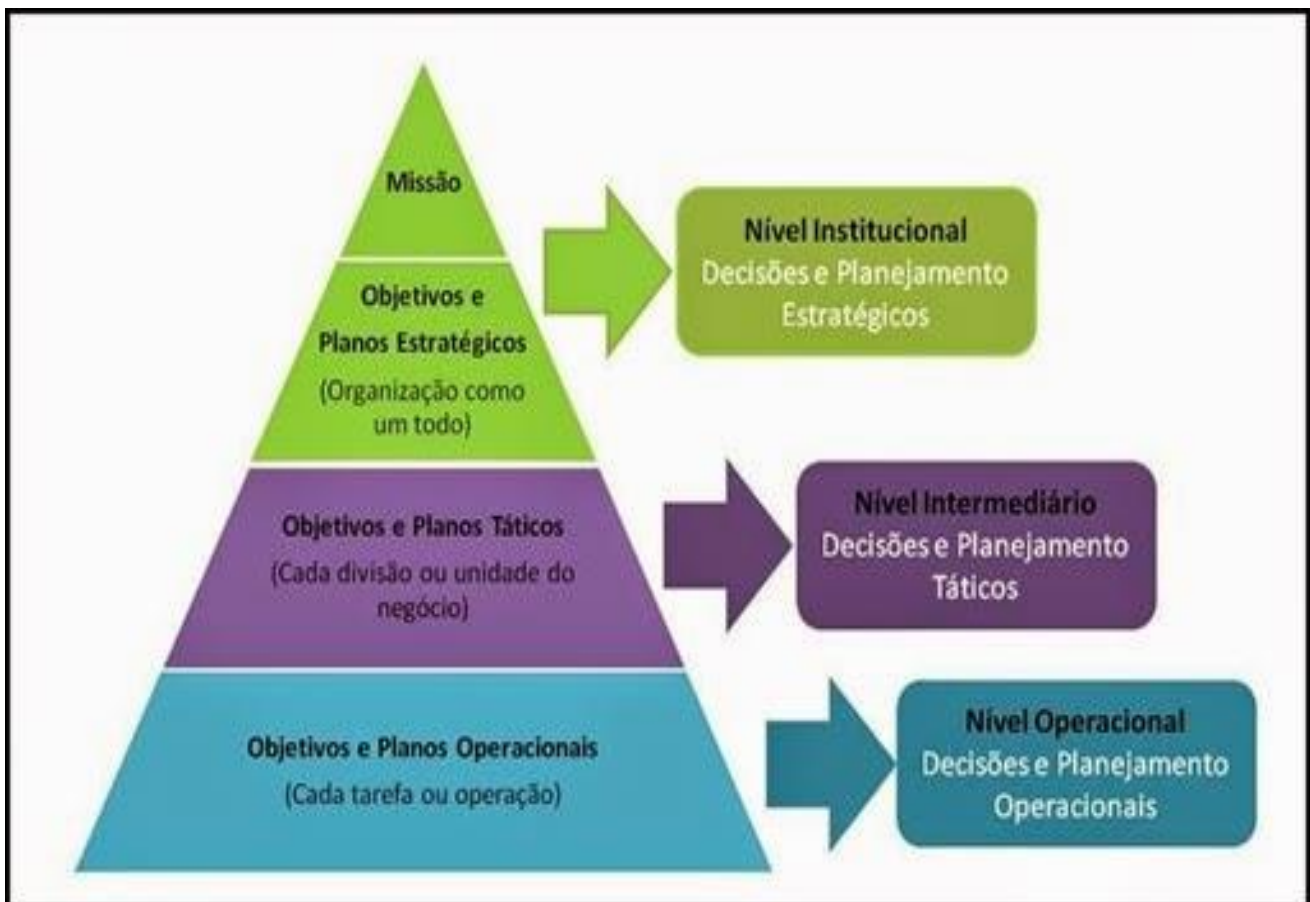 Missão
Objetivos e
Planos Estratégicos
(Organização como
um todo)
Nível Institucional
Decisões e Planejamento
Estratégicos
Objetivos e Planos Táticos
(Cada divisão ou unidade do
negócio)
Nível Intermediário
Decisões e Planejamento
Táticos
Objetivos e Planos Operacionais
(Cada tarefa ou operação)
Nível Operacional
Decisões e Planejamento
Operacionais